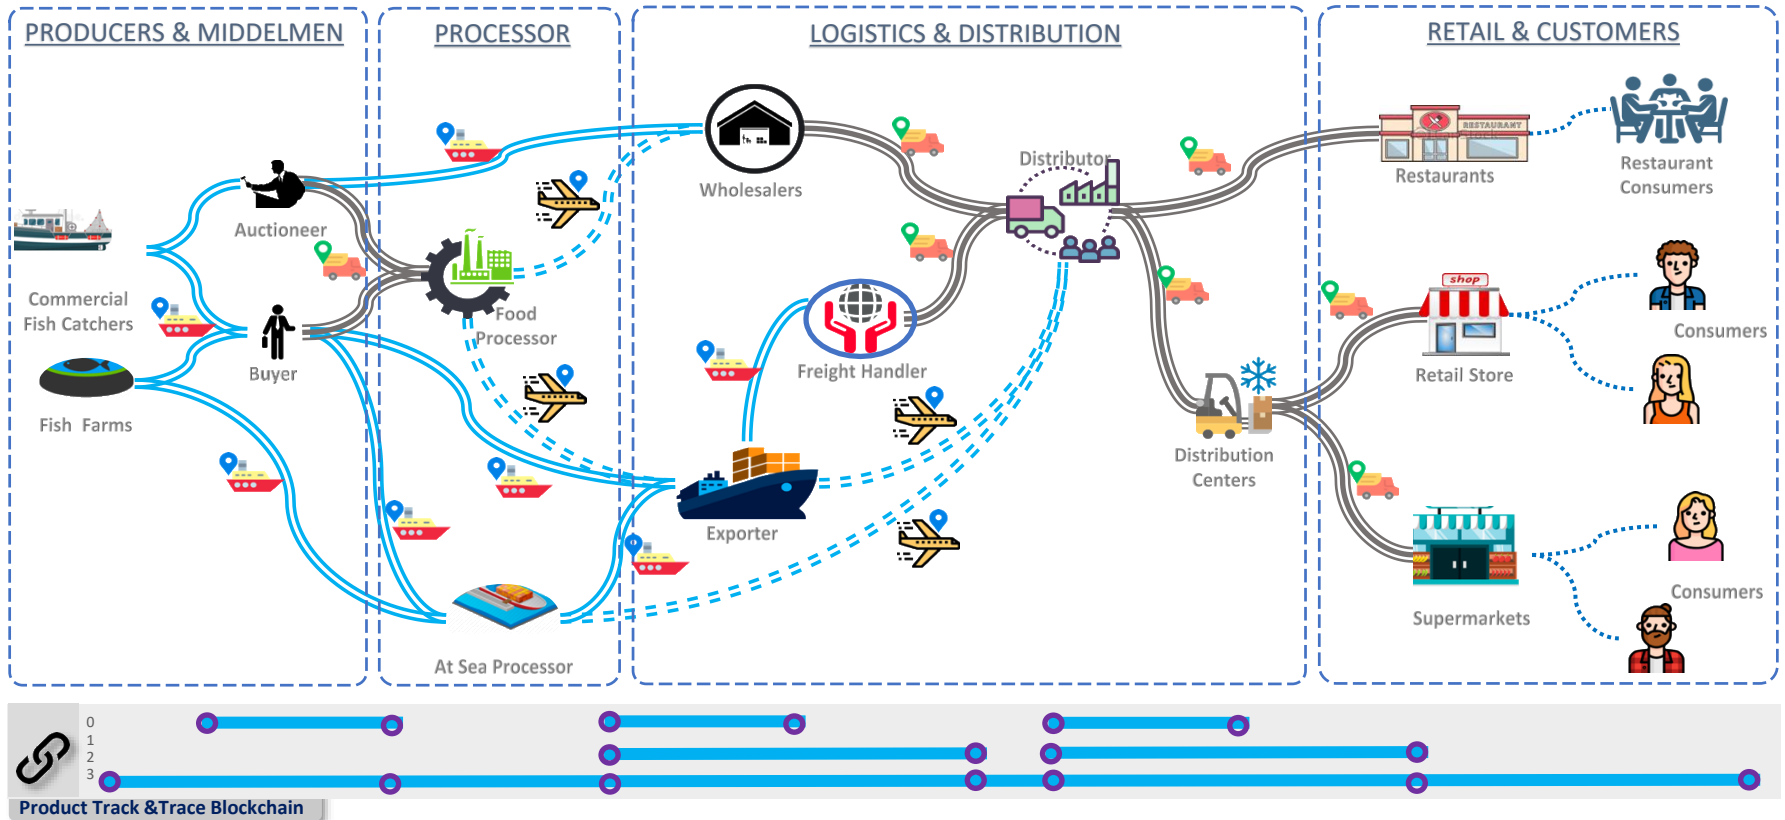 PRODUCERS & MIDDELMEN
PROCESSOR
LOGISTICS & DISTRIBUTION
RETAIL & CUSTOMERS
Commercial
Fish Catchers
Fish Farms
Auctioneer
Buyer
Food
Processor
At Sea Processor
Wholesalers
Freight Handler
Exporter
Distributor
Distribution
Centers
RESTAURANT
Restaurants
Restaurant
Consumers
shop
Retail Store
Consumers
Supermarkets
Consumers
0
1
2
3
Product Track &Trace Blockchain